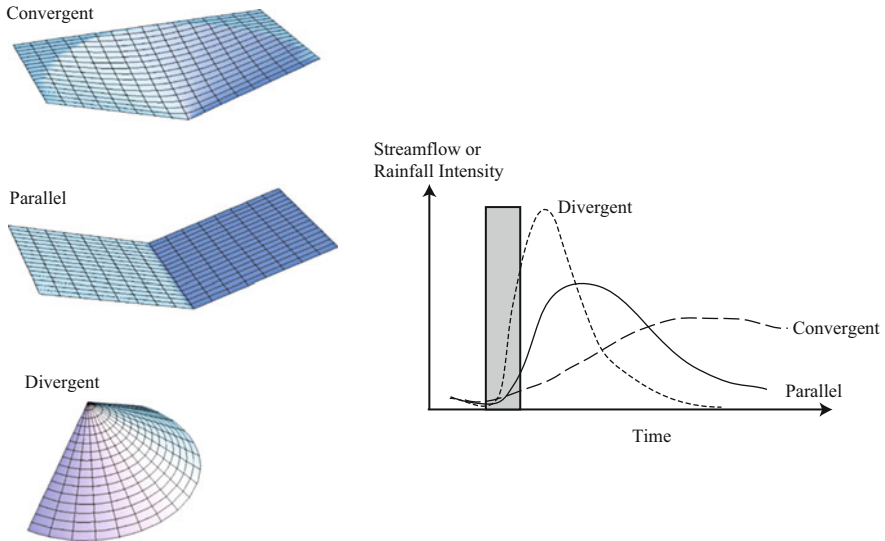 Convergent
Parallel
Divergent
Streamflow or
Rainfall Intensity
Divergent
Convergent
Parallel
Time